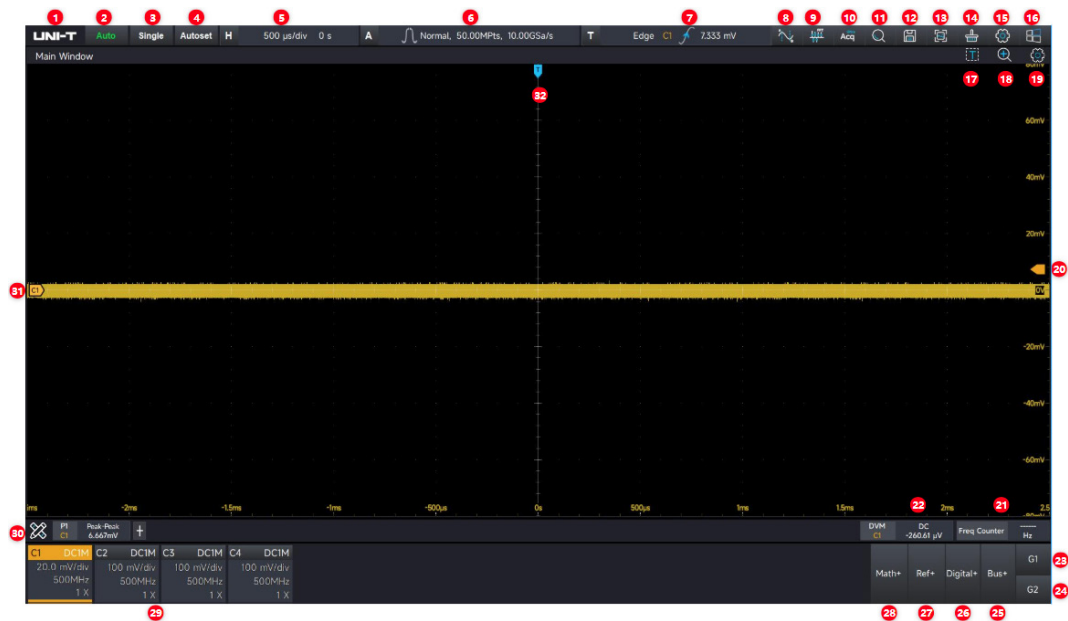 1 2 3 4 5 6 7 8 9 10 11 12 13 14 15 16
UNI-T Auto Single Autoset H 500 μs/div 0 s A Normal, 50.00MPts, 10.00GSa/s T Edge C1 7.333 mV Acq
Main Window
17 18 19
T
32
60mV
40mV
20mV
20
31 C1 0V
-20mV
-40mV
-60mV
22 21
-2ms -1.5ms -1ms -500μs 0s 500μs 1ms 1.5ms 2ms 2.5
30 P1 Peak-Peak DVM DC Freq Counter
C1 6.667mV C1 -260.61 μV Hz
C1 DC1M C2 DC1M C3 DC1M C4 DC1M
20.0 mV/div 100 mV/div 100 mV/div 100 mV/div
500MHz 500MHz 500MHz 500MHz
1 X 1 X 1 X 1 X
Math+ Ref+ Digital+ Bus+
G1 23
G2 24
29 28 27 26 25